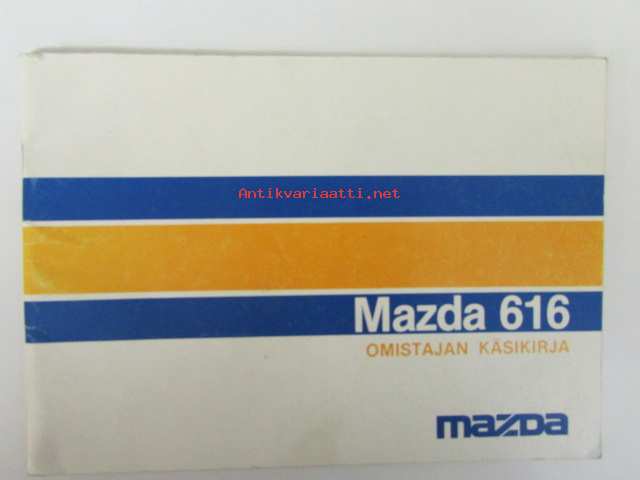 Antikvariaatti.net
Mazda 616
OMISTAJAN KÄSIKIRJA
mazda